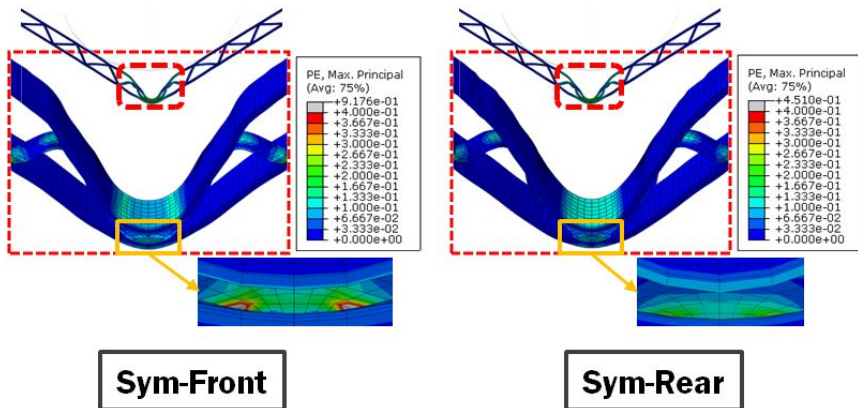 PE, Max. Principal
(Avg: 75%)
+9.176e-01
+4.000e-01
+3.667e-01
+3.333e-01
+3.000e-01
+2.667e-01
+2.333e-01
+2.000e-01
+1.667e-01
+1.333e-01
+1.000e-01
+6.667e-02
+3.333e-02
+0.000e+00
PE, Max. Principal
(Avg: 75%)
+4.510e-01
+4.000e-01
+3.667e-01
+3.333e-01
+3.000e-01
+2.667e-01
+2.333e-01
+2.000e-01
+1.667e-01
+1.333e-01
+1.000e-01
+6.667e-02
+3.333e-02
+0.000e+00
Sym-Front
Sym-Rear